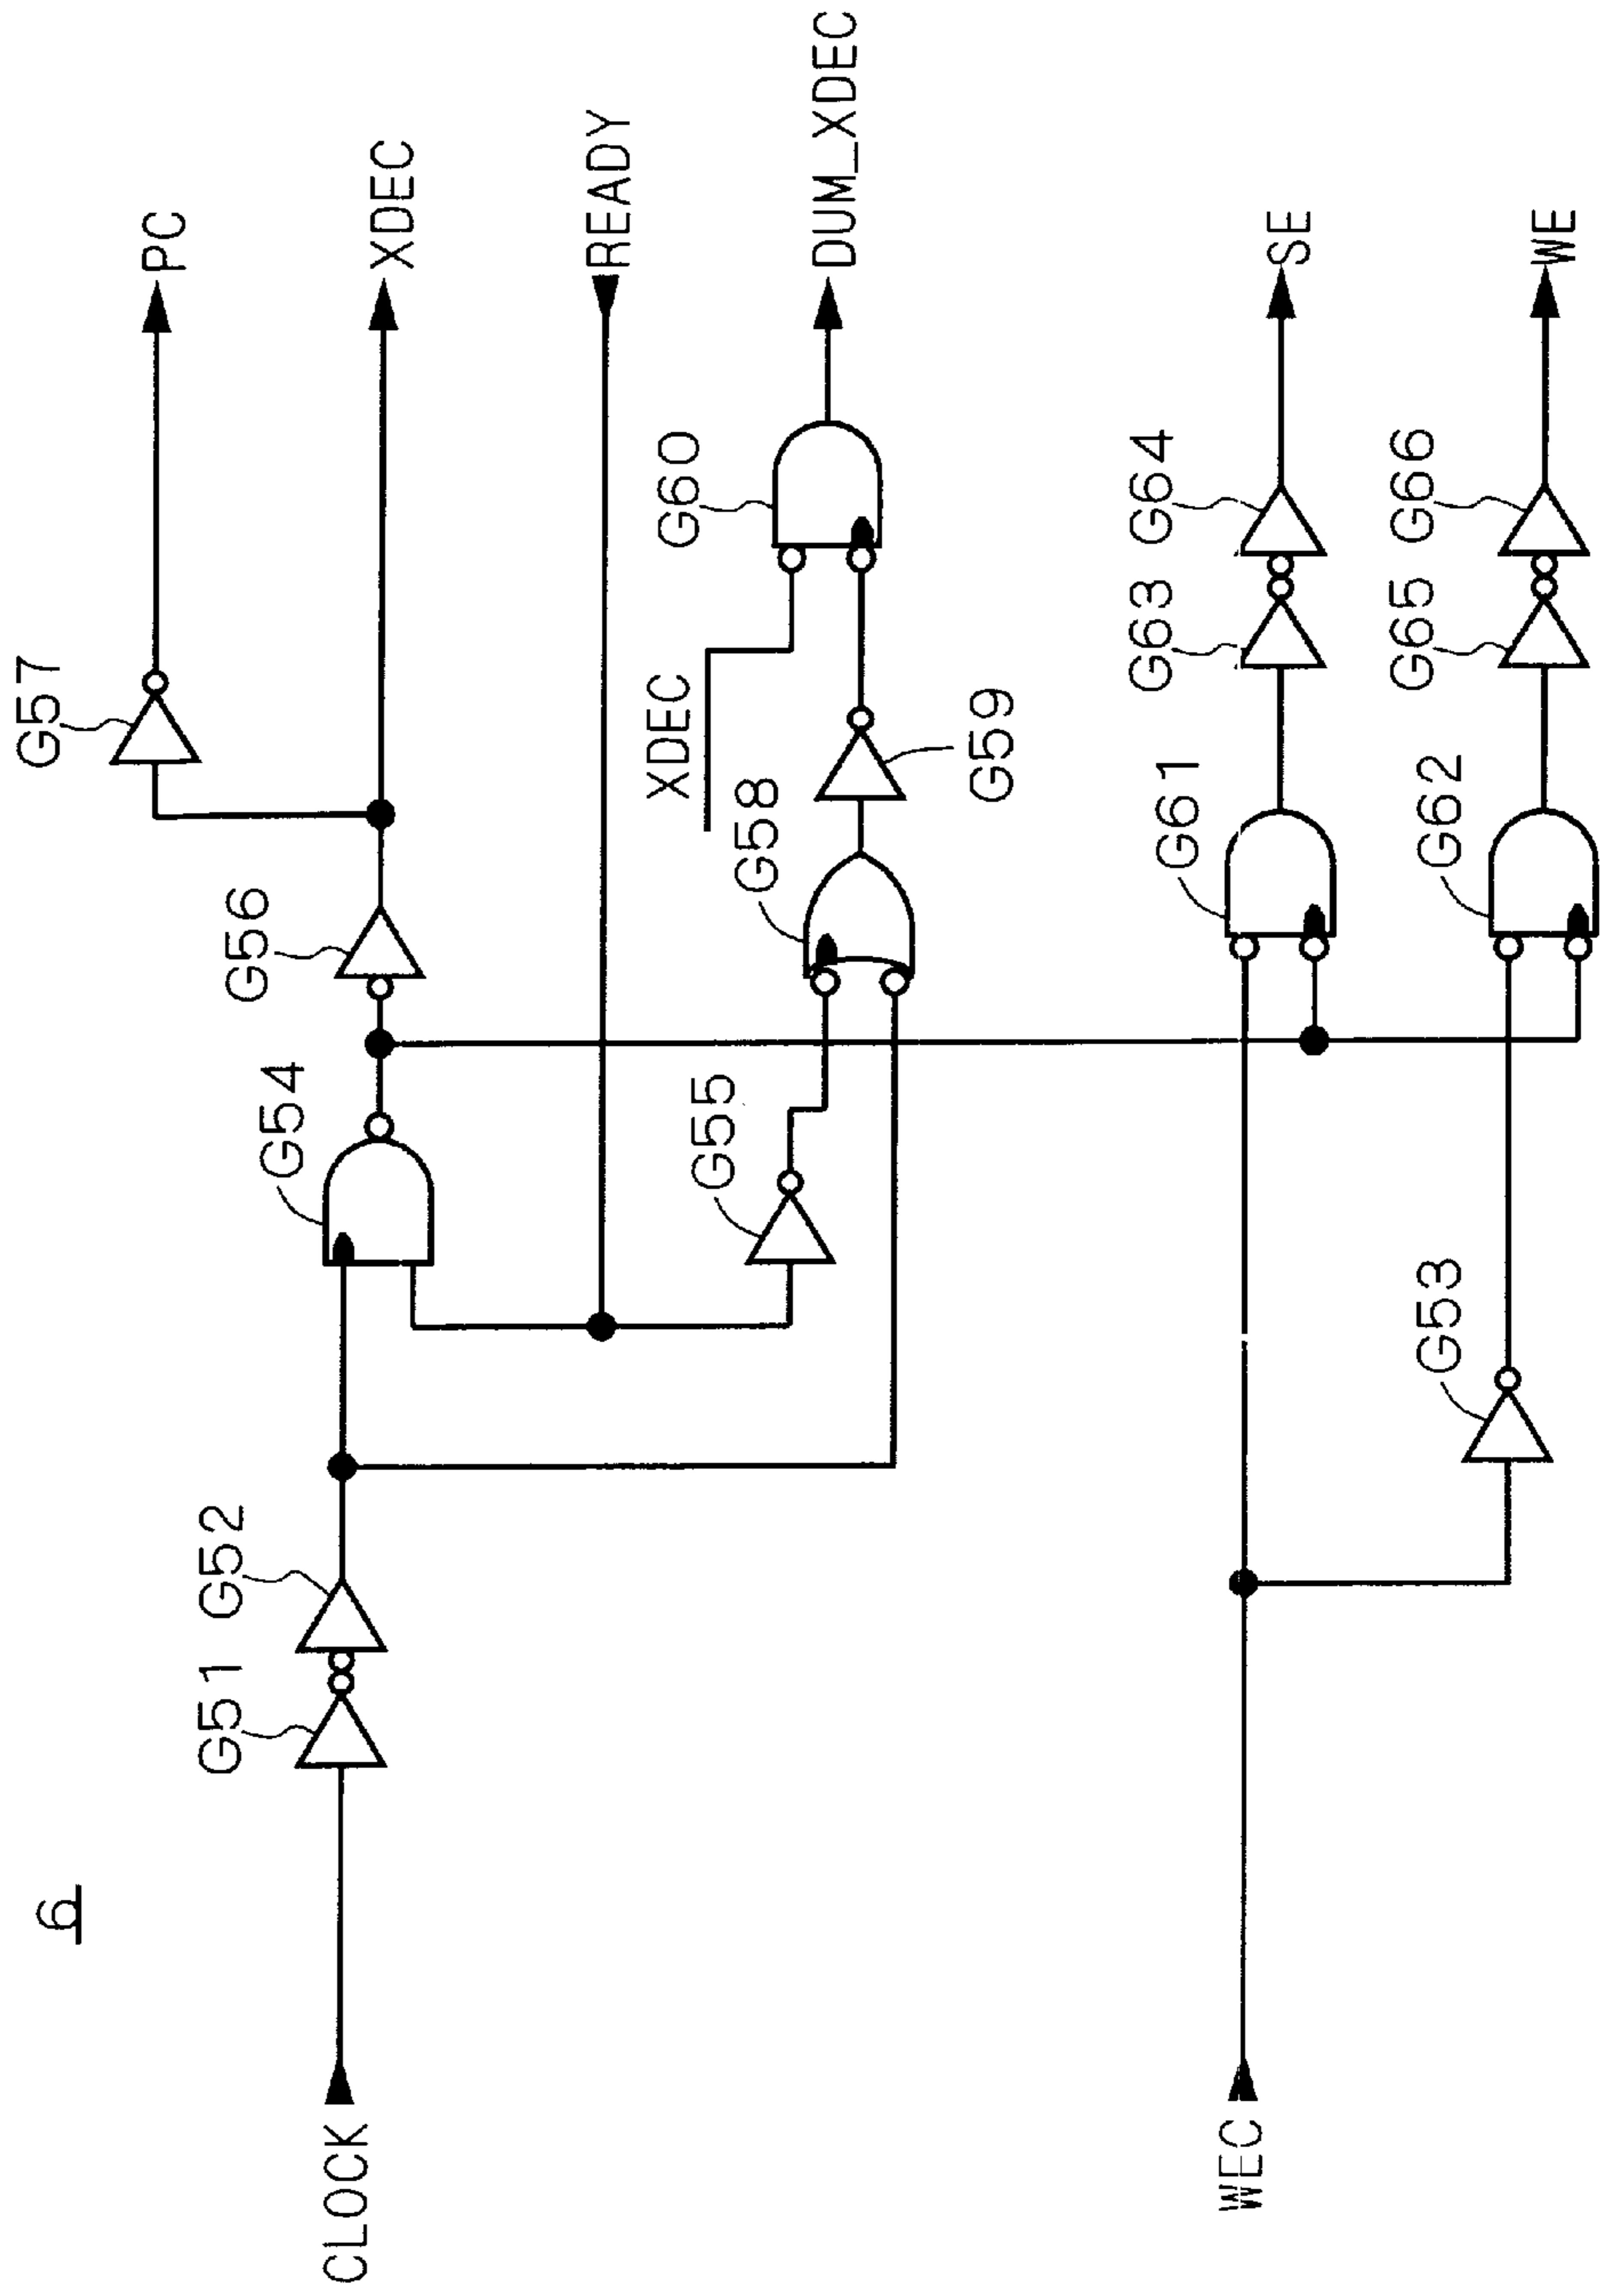 6
CLOCK
G51
G52
G54
G56
G57
PC
XDEC
READY
G55
G58
G59
XDEC
G60
DUM_XDEC
WEC
G53
G61
G63
G64
SE
G62
G65
G66
WE